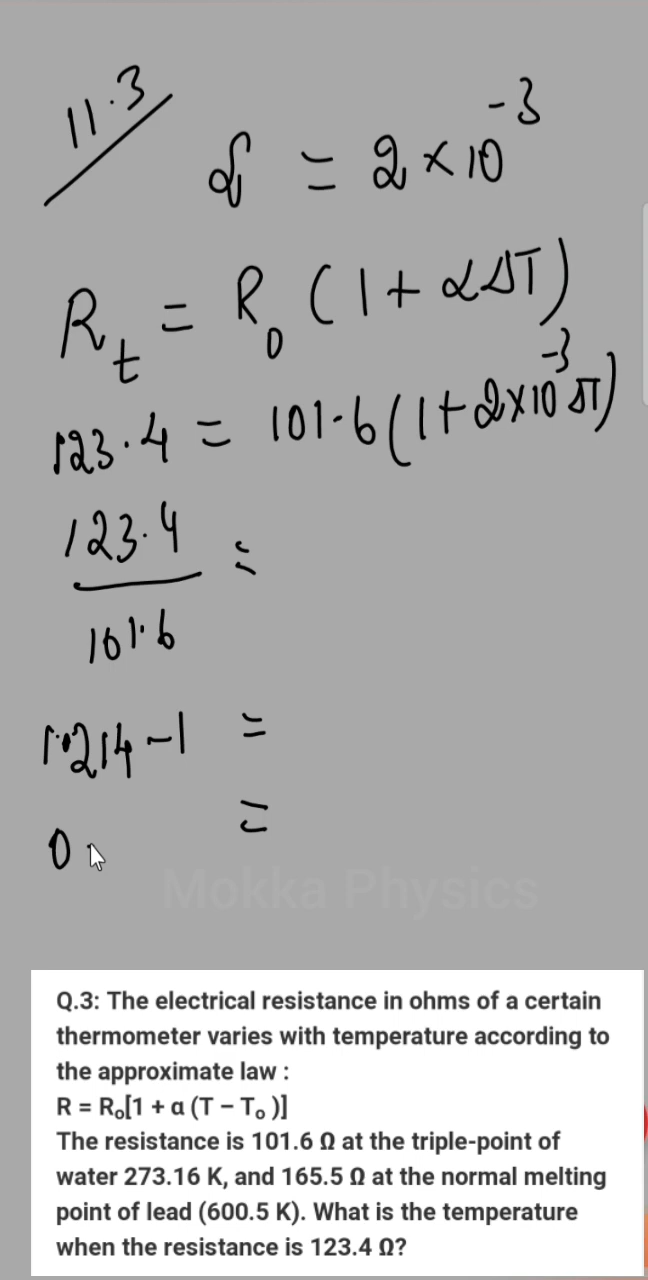 11.3
α = 2 × 10⁻³
Rₜ = R₀ (1 + αΔT)
123.4 = 101.6 (1 + 2×10⁻³ ΔT)
123.4 / 101.6 =
1.214 - 1 =
0 =
Mokka Physics
Q.3: The electrical resistance in ohms of a certain
thermometer varies with temperature according to
the approximate law :
R = Rₒ[1 + α (T – Tₒ )]
The resistance is 101.6 Ω at the triple-point of
water 273.16 K, and 165.5 Ω at the normal melting
point of lead (600.5 K). What is the temperature
when the resistance is 123.4 Ω?